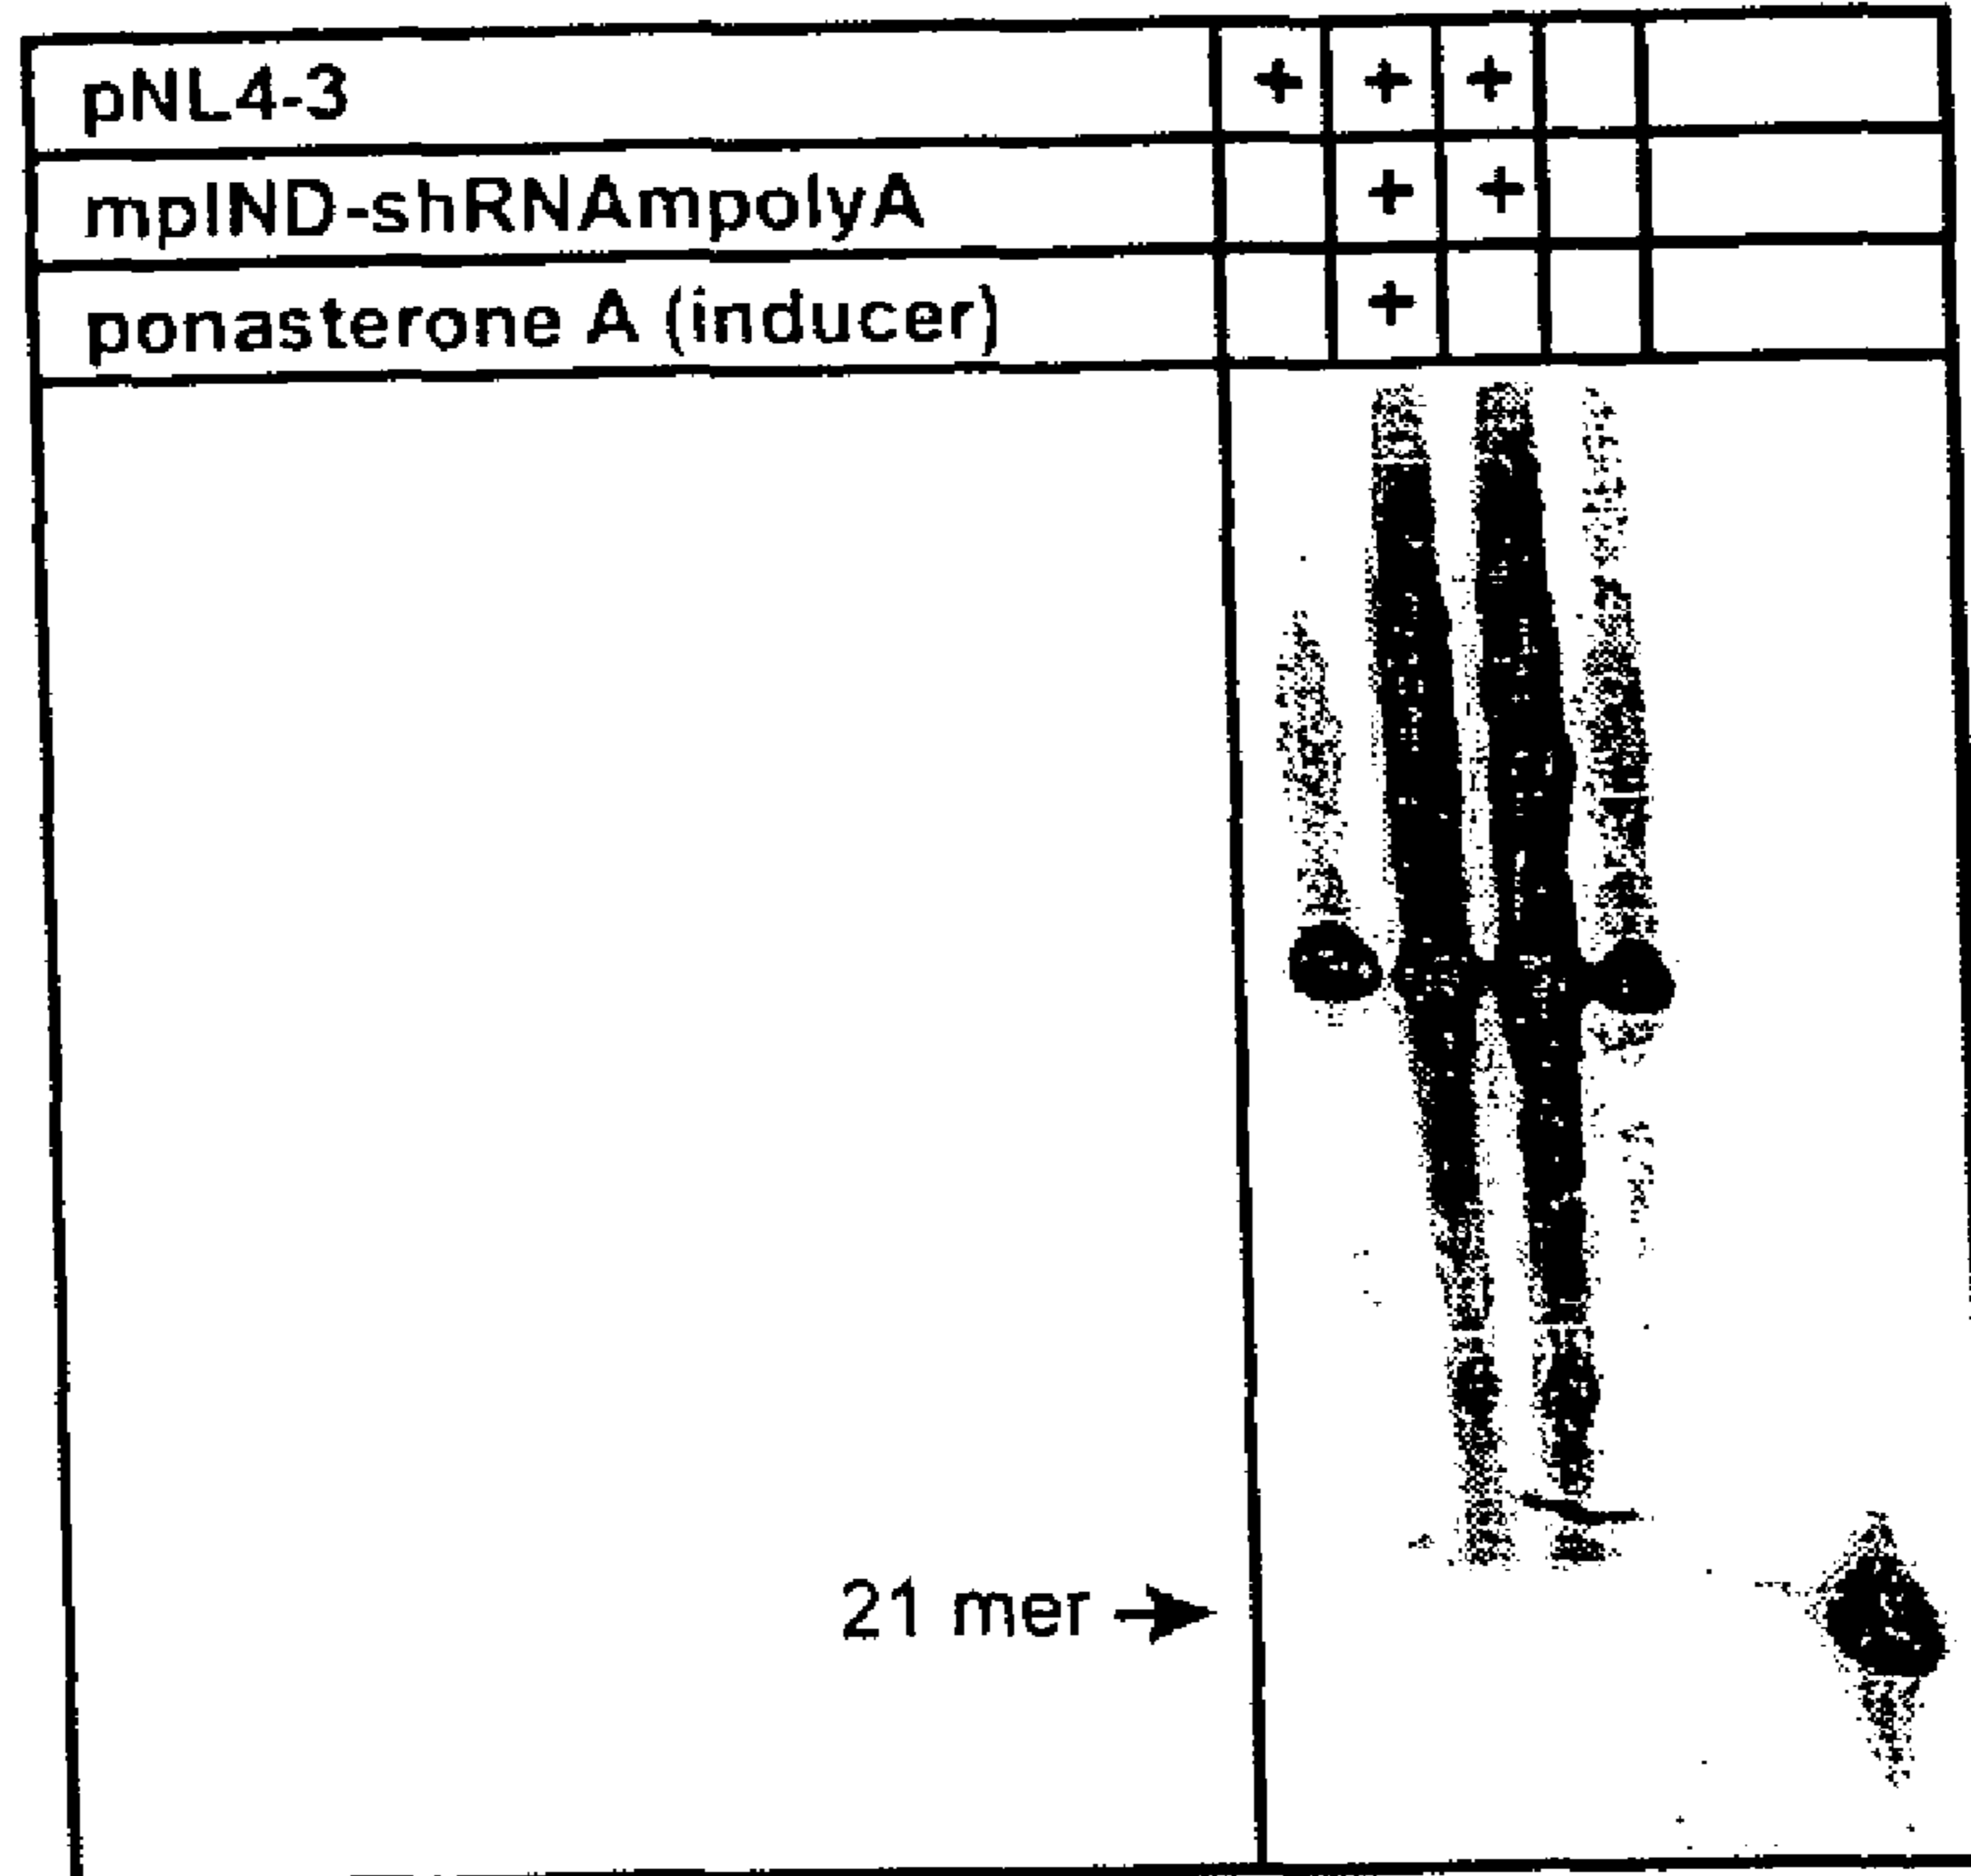 pNL4-3 + + +
mpIND-shRNAmpolyA + +
ponasterone A (inducer) +
21 mer →